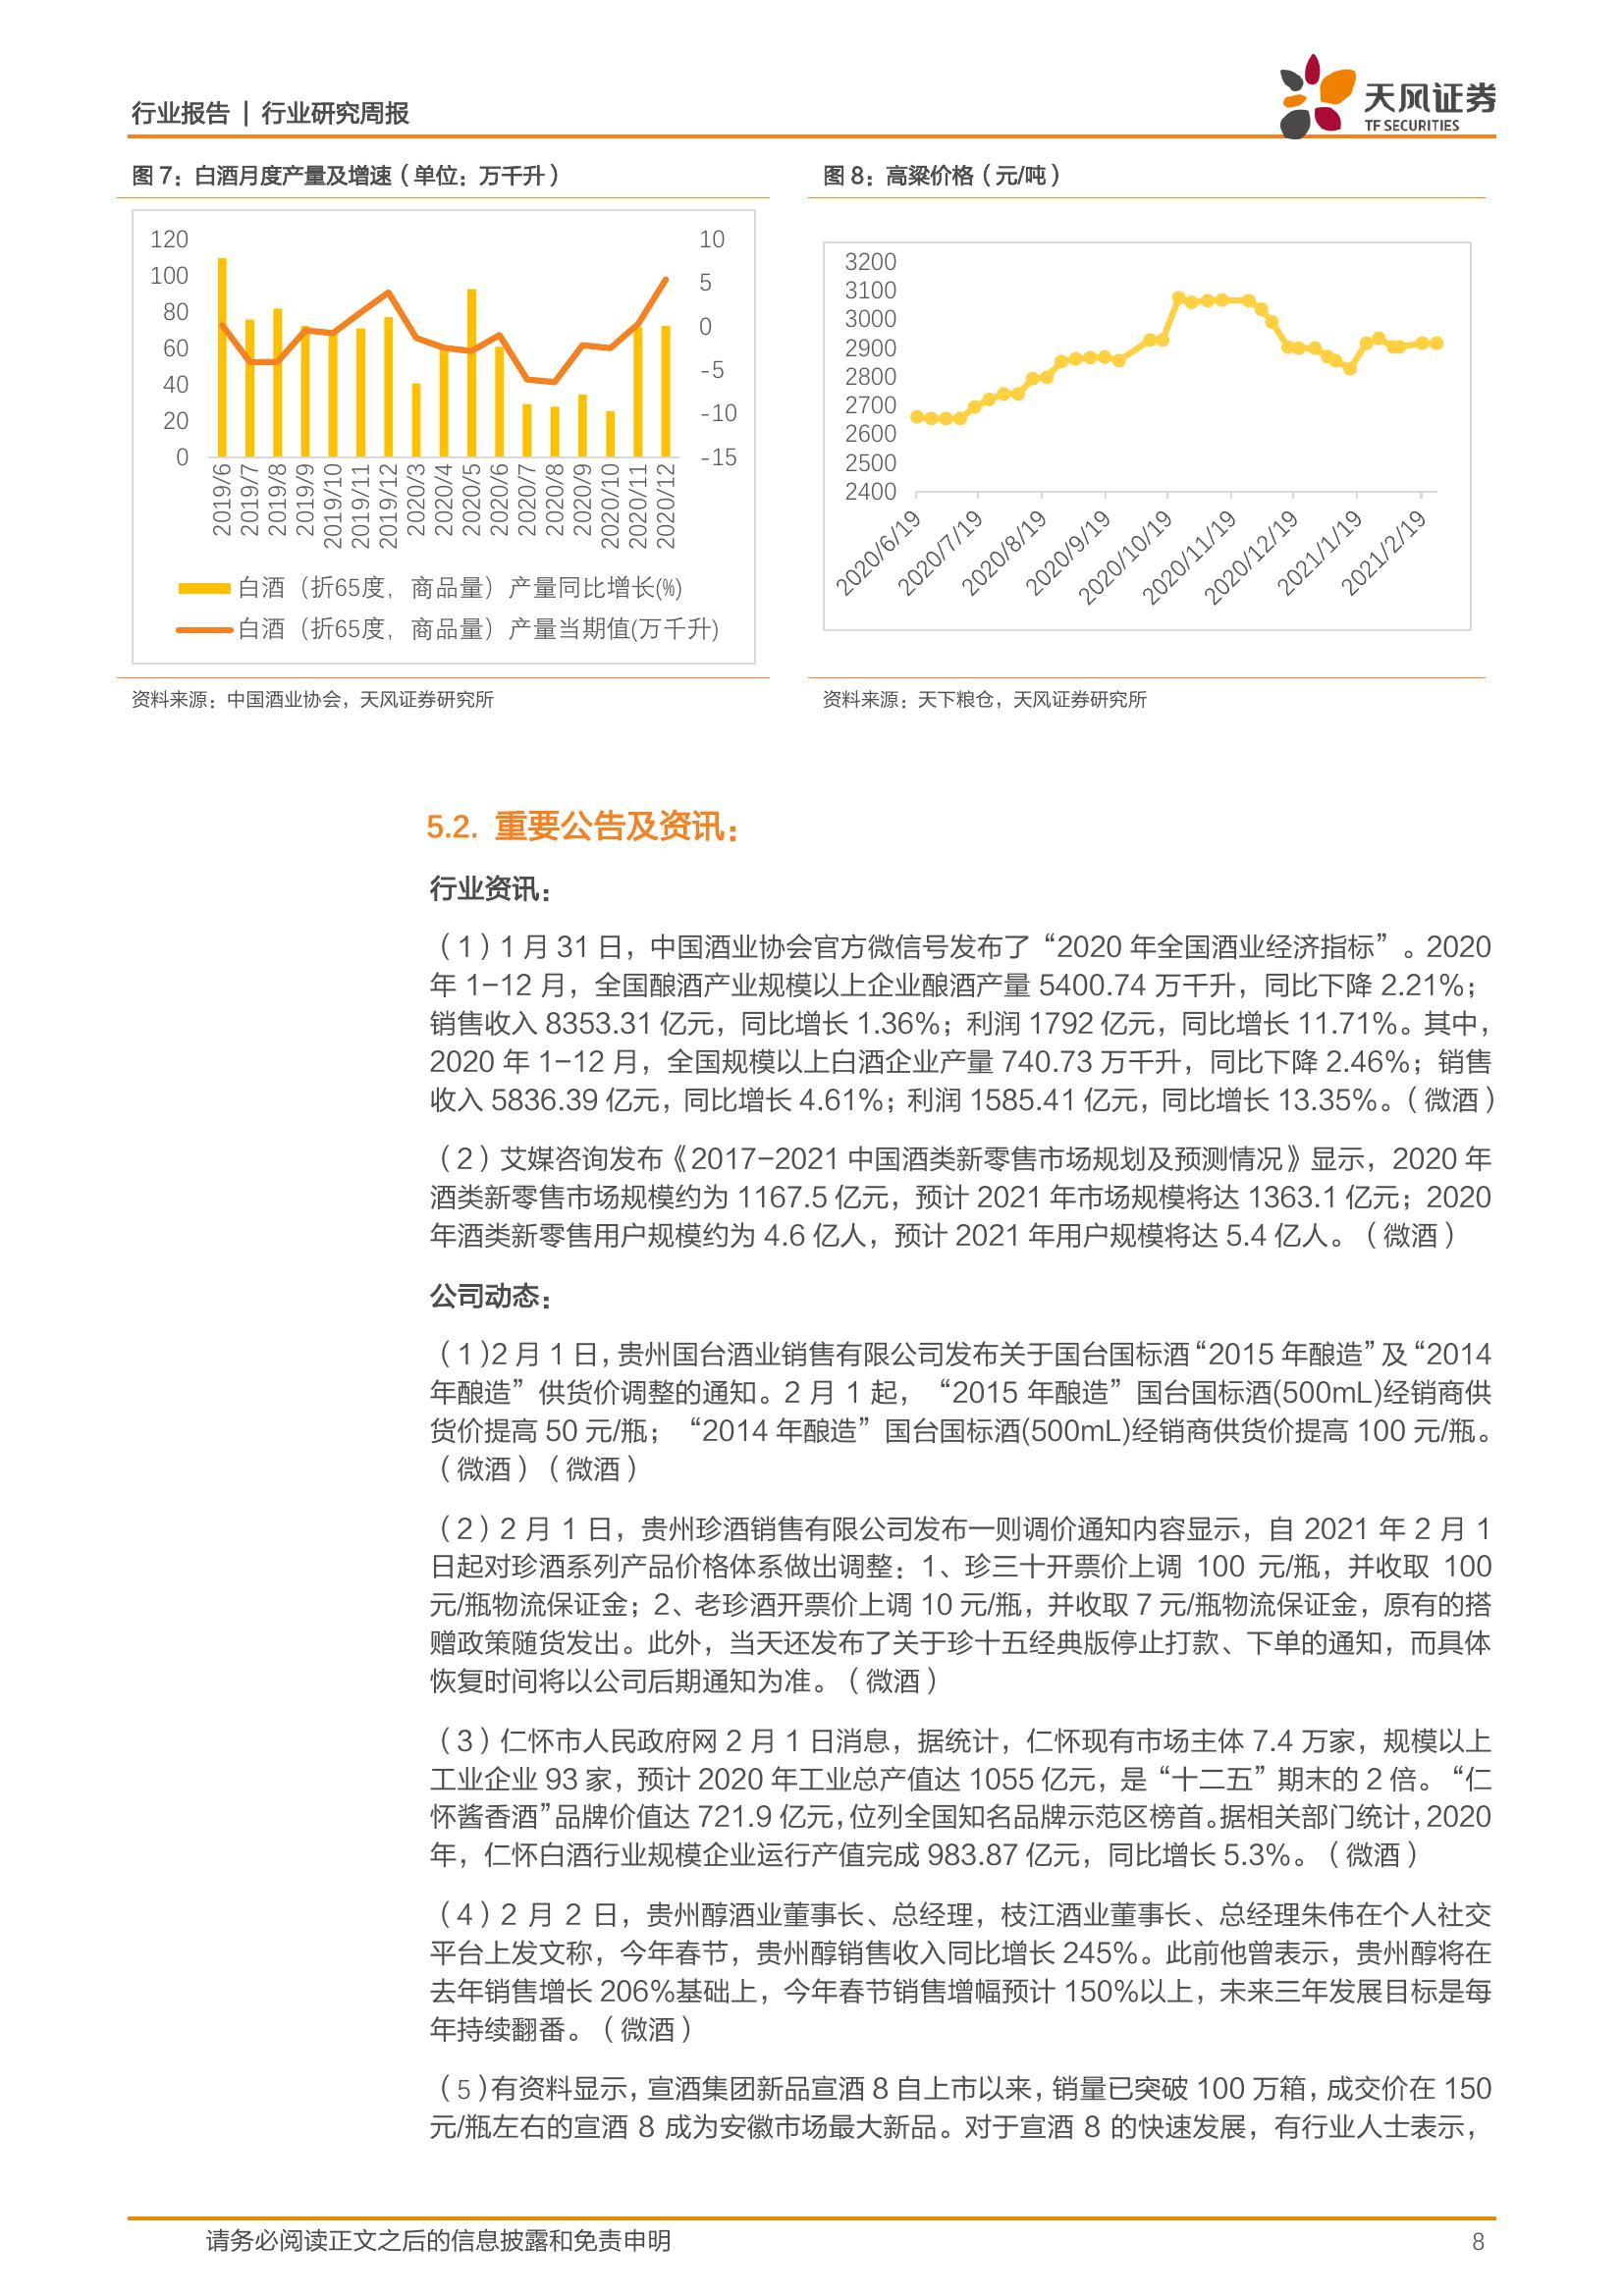 行业报告 | 行业研究周报
天风证券
TF SECURITIES
图 7：白酒月度产量及增速（单位：万千升）
120
100
80
60
40
20
0
10
5
0
-5
-10
-15
2019/6
2019/7
2019/8
2019/9
2019/10
2019/11
2019/12
2020/3
2020/4
2020/5
2020/6
2020/7
2020/8
2020/9
2020/10
2020/11
2020/12
白酒（折65度，商品量）产量同比增长(%)
白酒（折65度，商品量）产量当期值(万千升)
资料来源：中国酒业协会，天风证券研究所
图 8：高粱价格（元/吨）
3200
3100
3000
2900
2800
2700
2600
2500
2400
2020/6/19
2020/7/19
2020/8/19
2020/9/19
2020/10/19
2020/11/19
2020/12/19
2021/1/19
2021/2/19
资料来源：天下粮仓，天风证券研究所
5.2. 重要公告及资讯：
行业资讯：
（1）1 月 31 日，中国酒业协会官方微信号发布了“2020 年全国酒业经济指标”。2020
年 1-12 月，全国酿酒产业规模以上企业酿酒产量 5400.74 万千升，同比下降 2.21%；
销售收入 8353.31 亿元，同比增长 1.36%；利润 1792 亿元，同比增长 11.71%。其中，
2020 年 1-12 月，全国规模以上白酒企业产量 740.73 万千升，同比下降 2.46%；销售
收入 5836.39 亿元，同比增长 4.61%；利润 1585.41 亿元，同比增长 13.35%。（微酒）
（2）艾媒咨询发布《2017-2021 中国酒类新零售市场规划及预测情况》显示，2020 年
酒类新零售市场规模约为 1167.5 亿元，预计 2021 年市场规模将达 1363.1 亿元；2020
年酒类新零售用户规模约为 4.6 亿人，预计 2021 年用户规模将达 5.4 亿人。（微酒）
公司动态：
（1）2 月 1 日，贵州国台酒业销售有限公司发布关于国台国标酒“2015 年酿造”及“2014
年酿造”供货价调整的通知。2 月 1 起，“2015 年酿造”国台国标酒(500mL)经销商供
货价提高 50 元/瓶；“2014 年酿造”国台国标酒(500mL)经销商供货价提高 100 元/瓶。
（微酒）（微酒）
（2）2 月 1 日，贵州珍酒销售有限公司发布一则调价通知内容显示，自 2021 年 2 月 1
日起对珍酒系列产品价格体系做出调整：1、珍三十开票价上调 100 元/瓶，并收取 100
元/瓶物流保证金；2、老珍酒开票价上调 10 元/瓶，并收取 7 元/瓶物流保证金，原有的搭
赠政策随货发出。此外，当天还发布了关于珍十五经典版停止打款、下单的通知，而具体
恢复时间将以公司后期通知为准。（微酒）
（3）仁怀市人民政府网 2 月 1 日消息，据统计，仁怀现有市场主体 7.4 万家，规模以上
工业企业 93 家，预计 2020 年工业总产值达 1055 亿元，是“十二五”期末的 2 倍。“仁
怀酱香酒”品牌价值达 721.9 亿元，位列全国知名品牌示范区榜首。据相关部门统计，2020
年，仁怀白酒行业规模企业运行产值完成 983.87 亿元，同比增长 5.3%。（微酒）
（4）2 月 2 日，贵州醇酒业董事长、总经理，枝江酒业董事长、总经理朱伟在个人社交
平台上发文称，今年春节，贵州醇销售收入同比增长 245%。此前他曾表示，贵州醇将在
去年销售增长 206%基础上，今年春节销售增幅预计 150%以上，未来三年发展目标是每
年持续翻番。（微酒）
（5）有资料显示，宣酒集团新品宣酒 8 自上市以来，销量已突破 100 万箱，成交价在 150
元/瓶左右的宣酒 8 成为安徽市场最大新品。对于宣酒 8 的快速发展，有行业人士表示，
请务必阅读正文之后的信息披露和免责申明
8